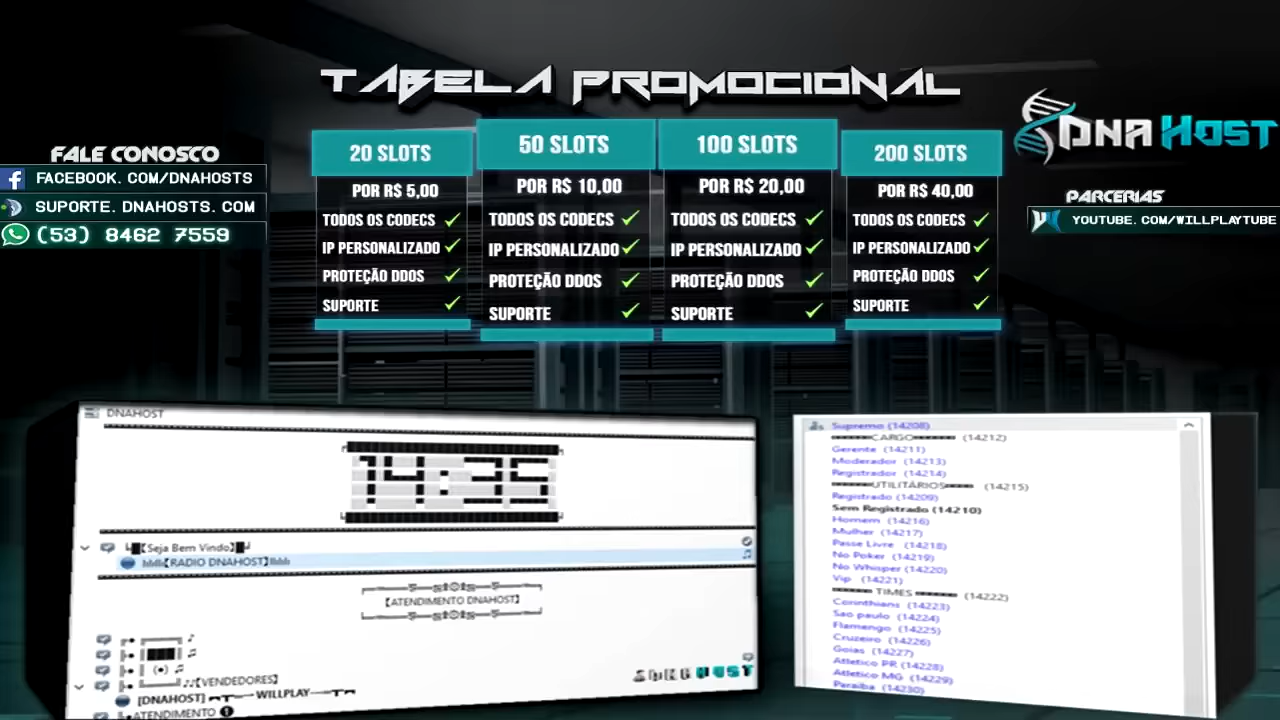 TABELA PROMOCIONAL
DNA HOST
FALE CONOSCO
FACEBOOK. COM/DNAHOSTS
SUPORTE. DNAHOSTS. COM
(53) 8462 7559
20 SLOTS
POR R$ 5,00
TODOS OS CODECS
IP PERSONALIZADO
PROTEÇÃO DDOS
SUPORTE
50 SLOTS
POR R$ 10,00
TODOS OS CODECS
IP PERSONALIZADO
PROTEÇÃO DDOS
SUPORTE
100 SLOTS
POR R$ 20,00
TODOS OS CODECS
IP PERSONALIZADO
PROTEÇÃO DDOS
SUPORTE
200 SLOTS
POR R$ 40,00
TODOS OS CODECS
IP PERSONALIZADO
PROTEÇÃO DDOS
SUPORTE
PARCERIAS
YOUTUBE. COM/WILLPLAYTUBE
DNAHOST
14:35
【Seja Bem Vindo】
【RADIO DNAHOST】
【ATENDIMENTO DNAHOST】
【VENDEDORES】
[DNAHOST] WILLPLAY
ATENDIMENTO 1
HOST
Supremo (14208)
CARGO (14212)
Gerente (14211)
Moderador (14213)
Registrador (14214)
UTILITÁRIOS (14215)
Registrado (14209)
Sem Registrado (14210)
Homem (14216)
Mulher (14217)
Passe Livre (14218)
No Poker (14219)
No Whisper (14220)
Vip (14221)
TIMES (14222)
Corinthians (14223)
Sao paulo (14224)
Flamengo (14225)
Cruzeiro (14226)
Goias (14227)
Atletico PR (14228)
Atletico MG (14229)
Paraiba (14230)